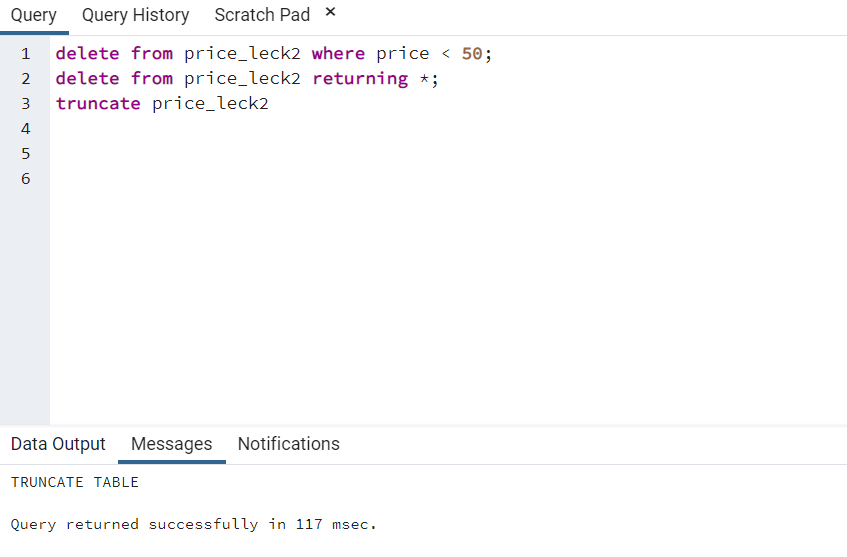 Query Query History Scratch Pad ×
1 delete from price_leck2 where price < 50;
2 delete from price_leck2 returning *;
3 truncate price_leck2
4
5
6
Data Output Messages Notifications
TRUNCATE TABLE
Query returned successfully in 117 msec.